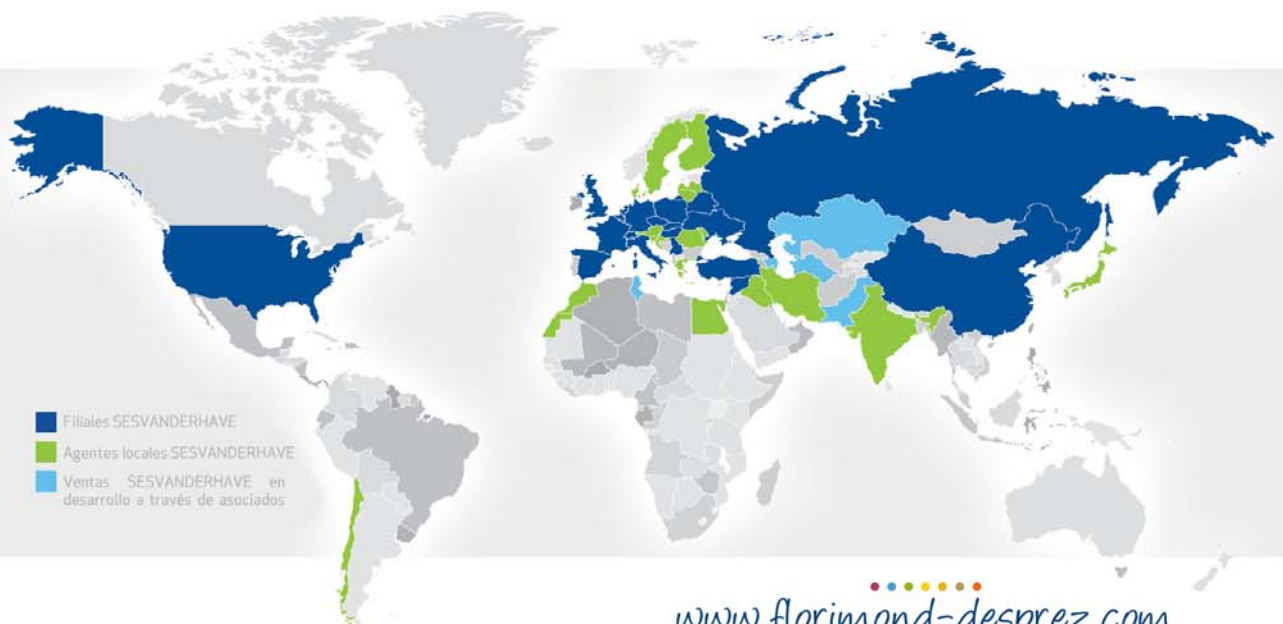 Filiales SESVANDERHAVE
Agentes locales SESVANDERHAVE
Ventas SESVANDERHAVE en
desarrollo a través de asociados
www.florimond-desprez.com